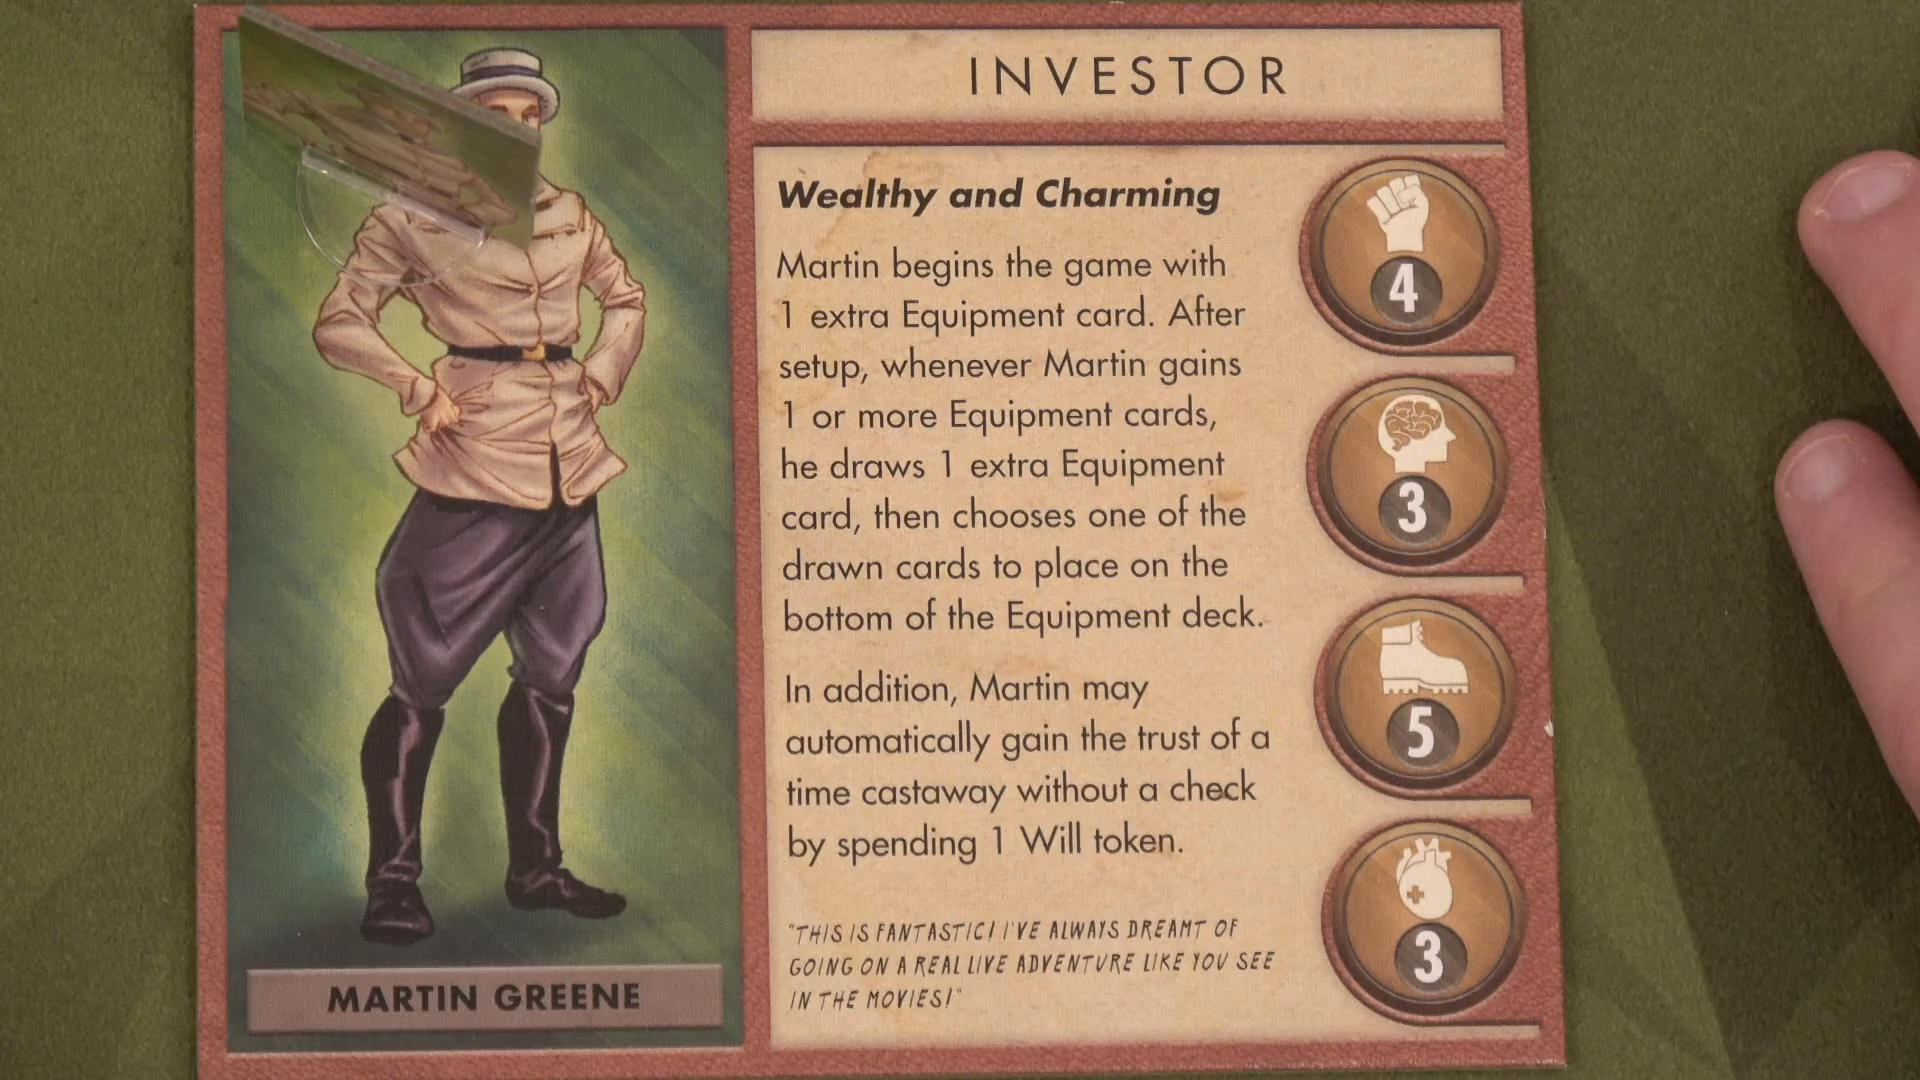 INVESTOR
Wealthy and Charming
Martin begins the game with
1 extra Equipment card. After
setup, whenever Martin gains
1 or more Equipment cards,
he draws 1 extra Equipment
card, then chooses one of the
drawn cards to place on the
bottom of the Equipment deck.
In addition, Martin may
automatically gain the trust of a
time castaway without a check
by spending 1 Will token.
"THIS IS FANTASTIC! I'VE ALWAYS DREAMT OF
GOING ON A REAL LIVE ADVENTURE LIKE YOU SEE
IN THE MOVIES!"
4
3
5
3
MARTIN GREENE